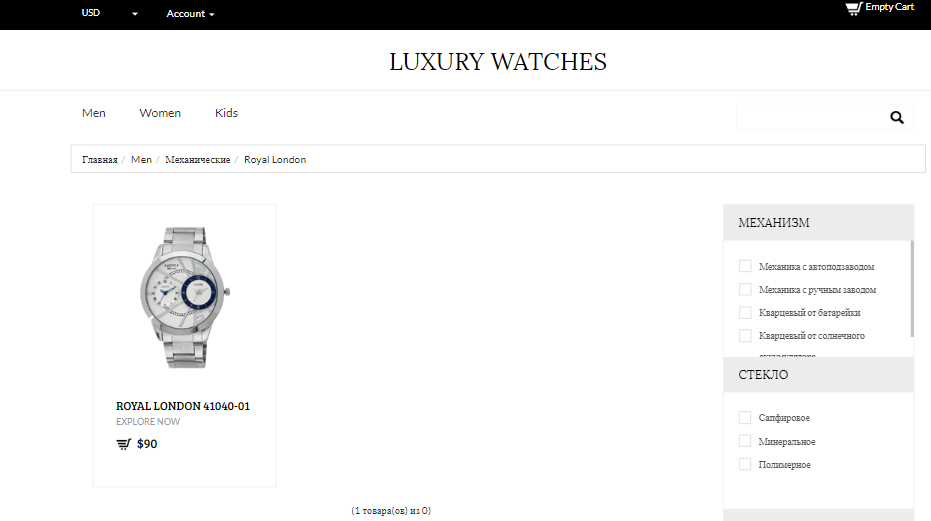 USD
Account
Empty Cart
LUXURY WATCHES
Men
Women
Kids
Главная / Men / Механические / Royal London
МЕХАНИЗМ
Механика с автоподзаводом
Механика с ручным заводом
Кварцевый от батарейки
Кварцевый от солнечного
аккумулятора
СТЕКЛО
Сапфировое
Минеральное
Полимерное
ROYAL LONDON 41040-01
EXPLORE NOW
$90
(1 товара(ов) из 0)